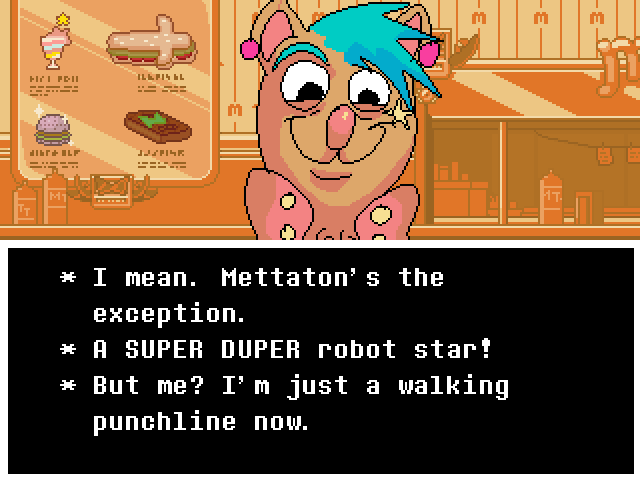 M
M
M
M
* I mean. Mettaton's the
exception.
* A SUPER DUPER robot star!
* But me? I'm just a walking
punchline now.